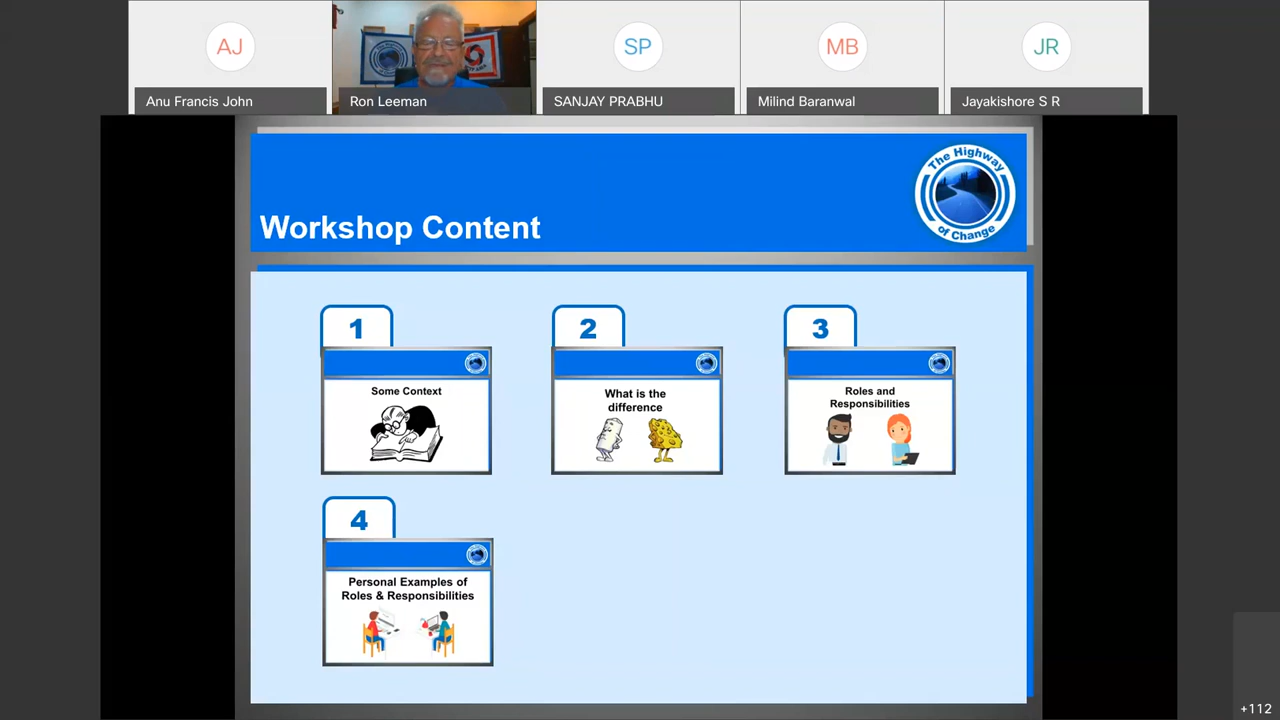 AJ
SP
MB
JR
Anu Francis John
Ron Leeman
SANJAY PRABHU
Milind Baranwal
Jayakishore S R
Workshop Content
The Highway
of Change
1
2
3
Some Context
What is the
difference
Roles and
Responsibilities
4
Personal Examples of
Roles & Responsibilities
+112